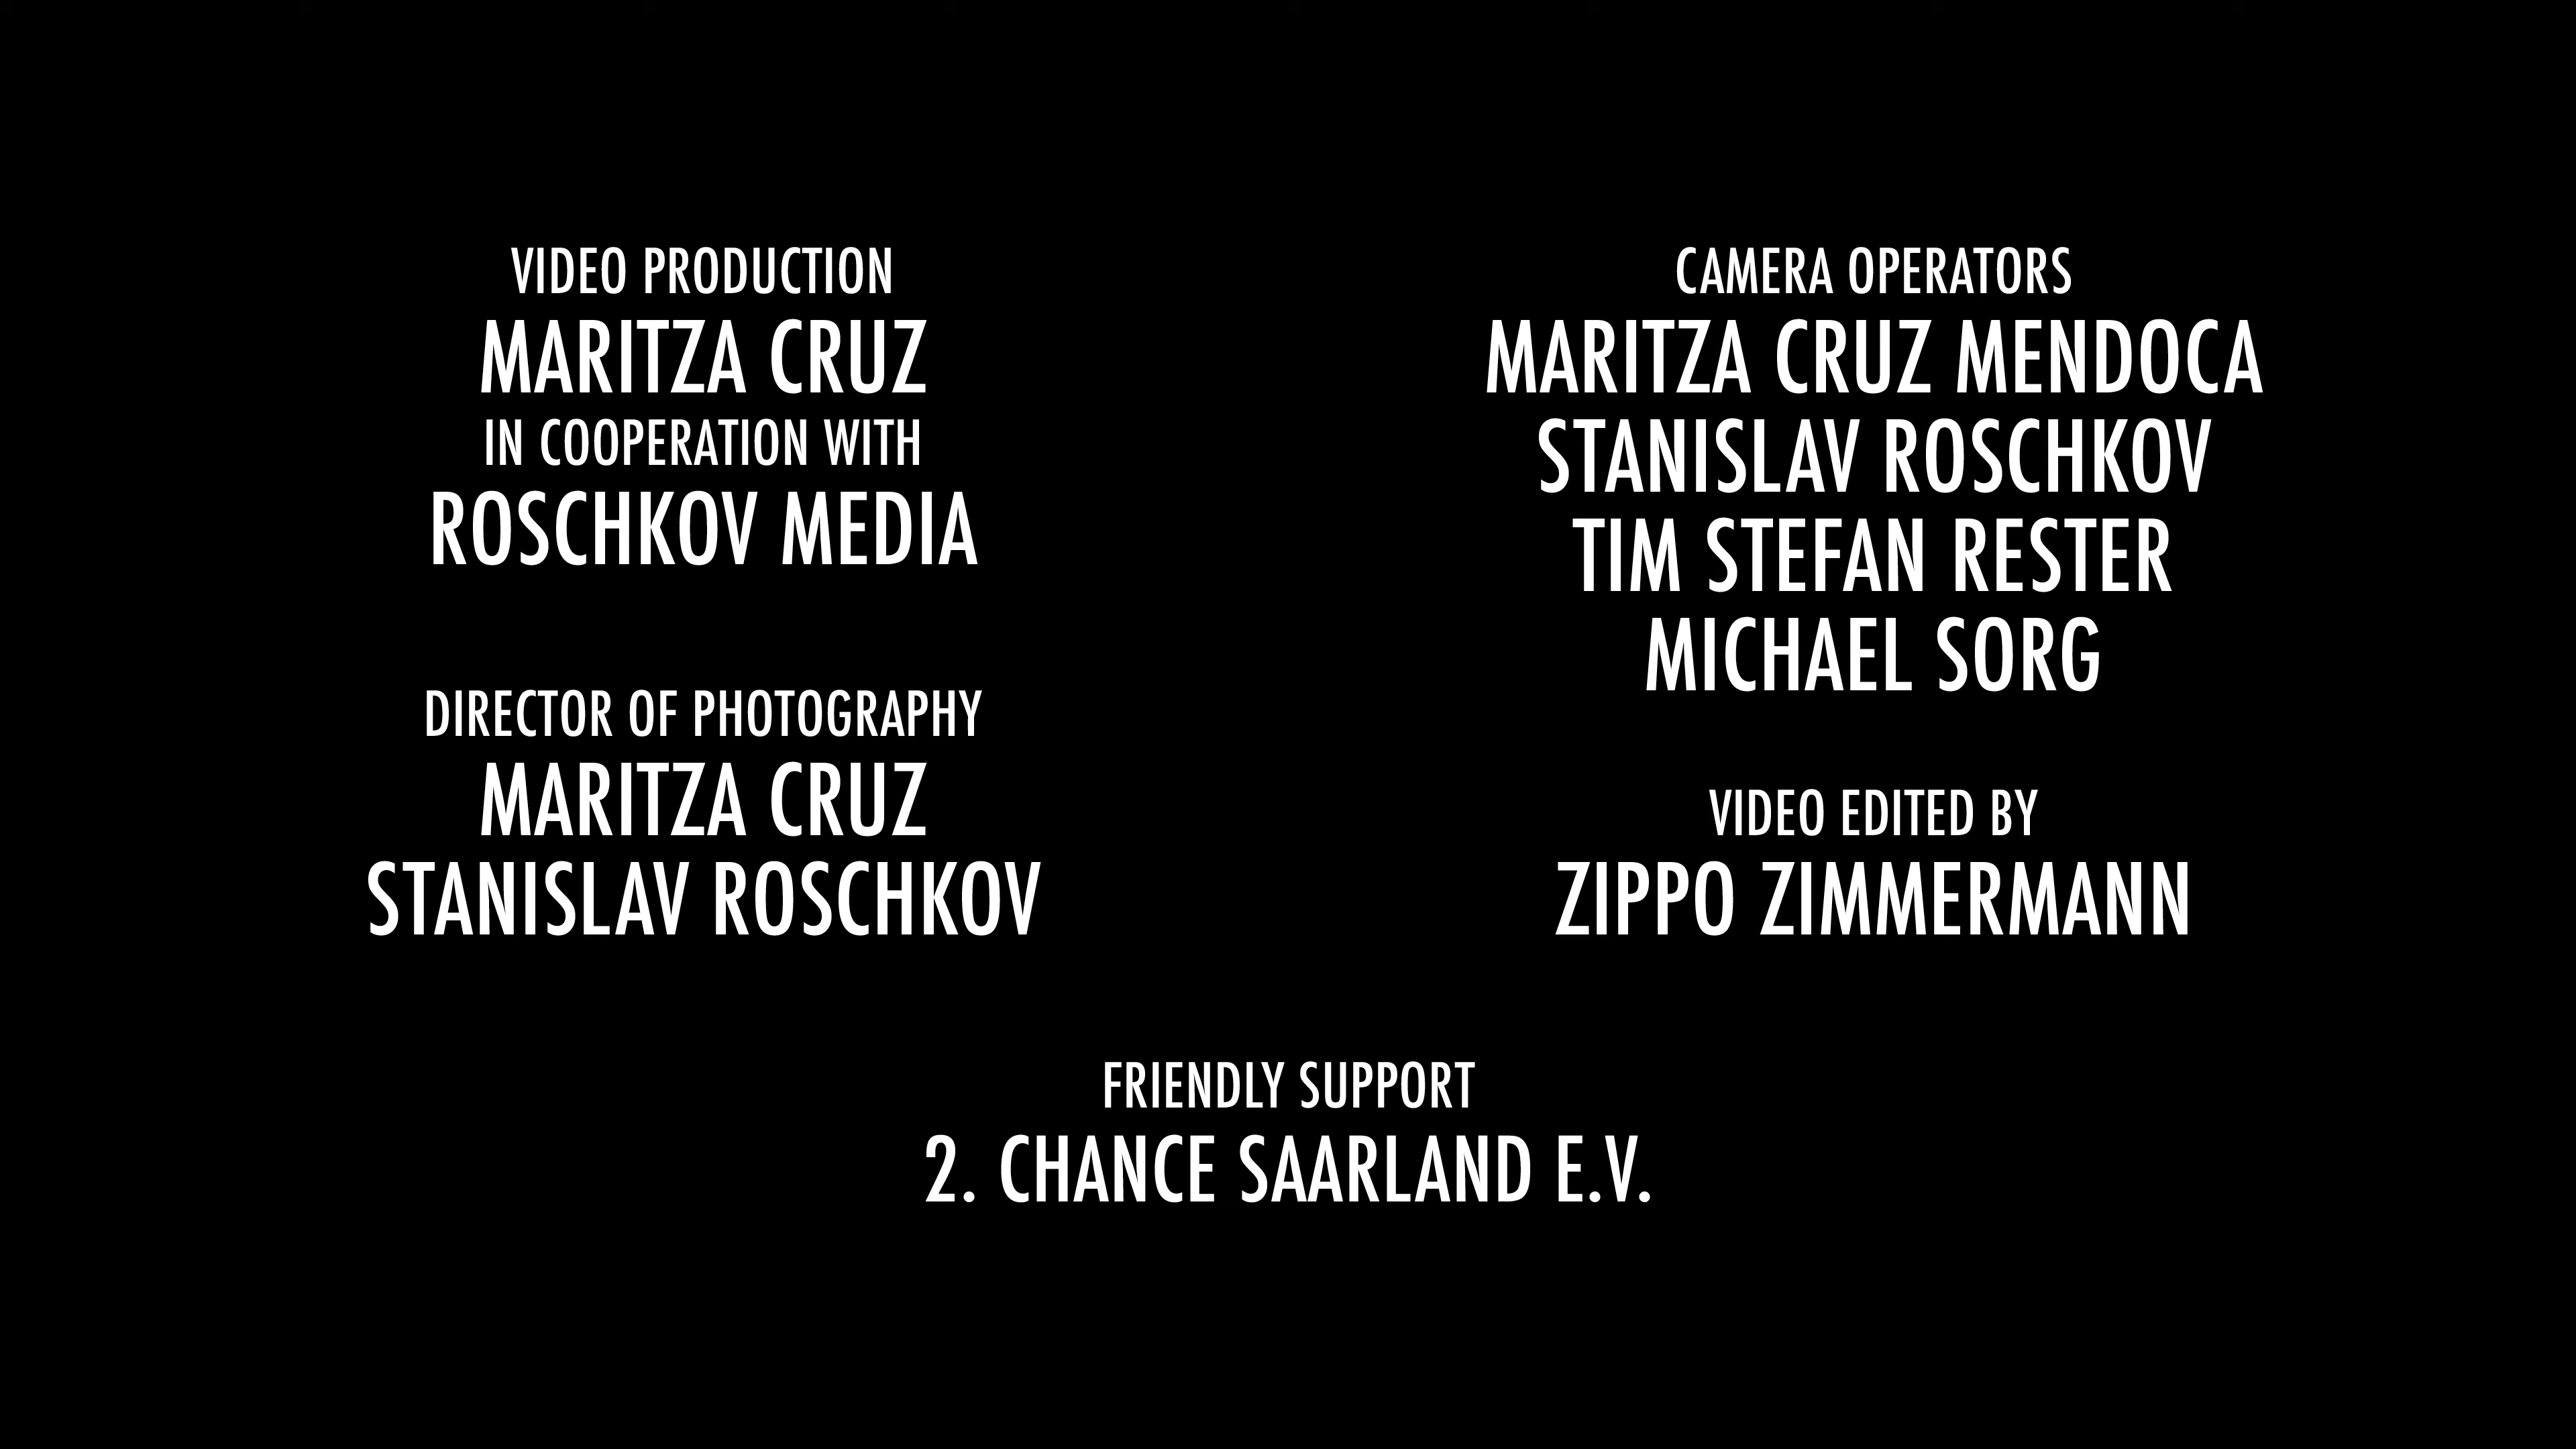 VIDEO PRODUCTION
MARITZA CRUZ
IN COOPERATION WITH
ROSCHKOV MEDIA
DIRECTOR OF PHOTOGRAPHY
MARITZA CRUZ
STANISLAV ROSCHKOV
CAMERA OPERATORS
MARITZA CRUZ MENDOCA
STANISLAV ROSCHKOV
TIM STEFAN RESTER
MICHAEL SORG
VIDEO EDITED BY
ZIPPO ZIMMERMANN
FRIENDLY SUPPORT
2. CHANCE SAARLAND E.V.